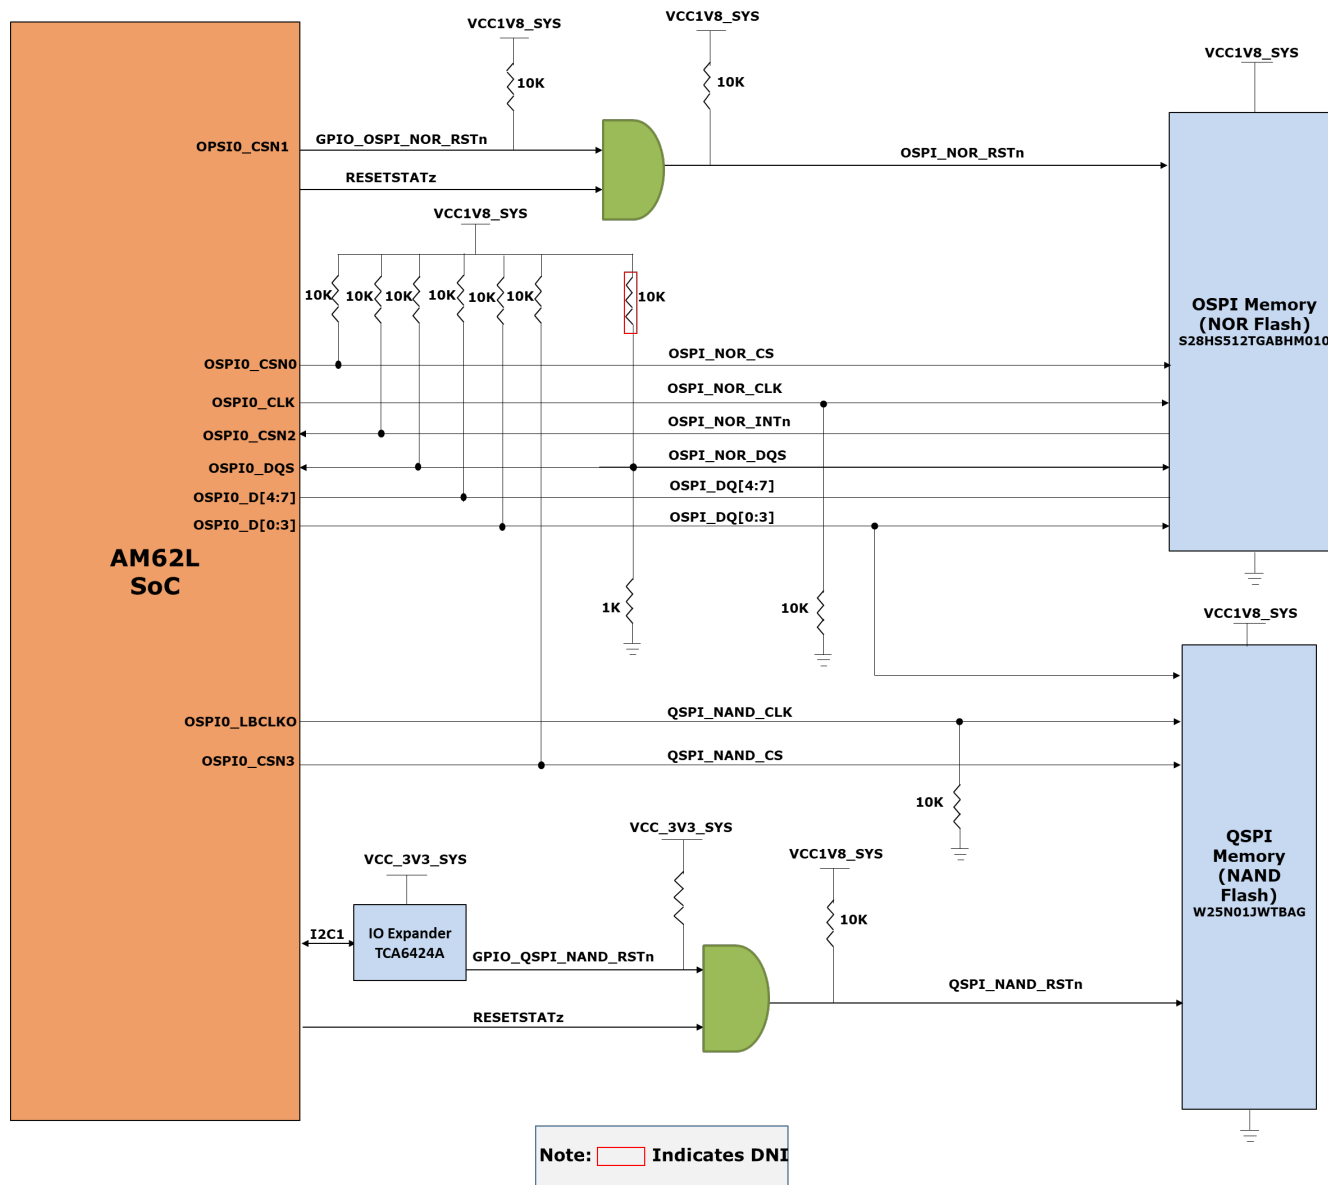 VCC1V8_SYS
VCC1V8_SYS
VCC1V8_SYS
10K
10K
OPSI0_CSN1
GPIO_OSPI_NOR_RSTn
OSPI_NOR_RSTn
RESETSTATz
VCC1V8_SYS
10K
10K
10K
10K
10K
10K
10K
OSPI Memory
(NOR Flash)
S28HS512TGABHM010
OSPI0_CSN0
OSPI_NOR_CS
OSPI0_CLK
OSPI_NOR_CLK
OSPI0_CSN2
OSPI_NOR_INTn
OSPI0_DQS
OSPI_NOR_DQS
OSPI0_D[4:7]
OSPI_DQ[4:7]
OSPI0_D[0:3]
OSPI_DQ[0:3]
AM62L
SoC
1K
10K
VCC1V8_SYS
OSPI0_LBCLKO
QSPI_NAND_CLK
OSPI0_CSN3
QSPI_NAND_CS
10K
VCC_3V3_SYS
VCC_3V3_SYS
VCC1V8_SYS
10K
QSPI
Memory
(NAND
Flash)
W25N01JWTBAG
I2C1
IO Expander
TCA6424A
GPIO_QSPI_NAND_RSTn
QSPI_NAND_RSTn
RESETSTATz
Note: Indicates DNI